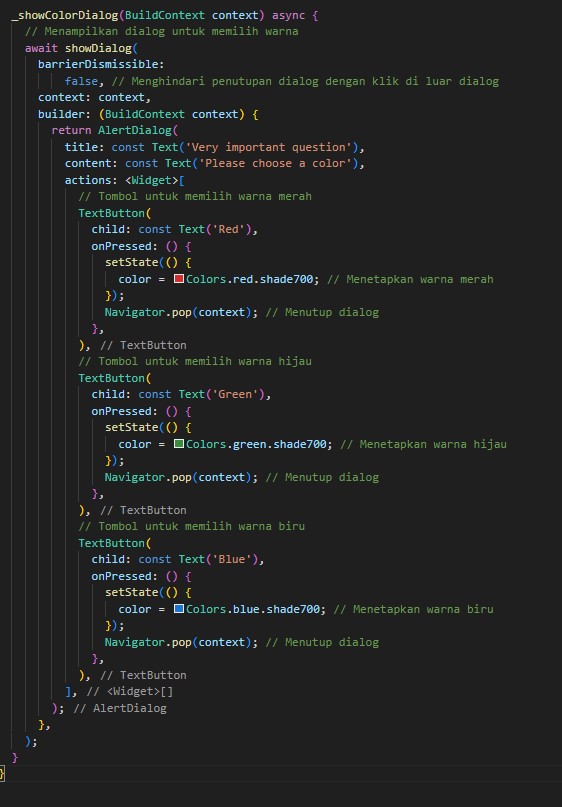 _showColorDialog(BuildContext context) async {
// Menampilkan dialog untuk memilih warna
await showDialog(
barrierDismissible:
false, // Menghindari penutupan dialog dengan klik di luar dialog
context: context,
builder: (BuildContext context) {
return AlertDialog(
title: const Text('Very important question'),
content: const Text('Please choose a color'),
actions: <Widget>[
// Tombol untuk memilih warna merah
TextButton(
child: const Text('Red'),
onPressed: () {
setState(() {
color = Colors.red.shade700; // Menetapkan warna merah
});
Navigator.pop(context); // Menutup dialog
},
), // TextButton
// Tombol untuk memilih warna hijau
TextButton(
child: const Text('Green'),
onPressed: () {
setState(() {
color = Colors.green.shade700; // Menetapkan warna hijau
});
Navigator.pop(context); // Menutup dialog
},
), // TextButton
// Tombol untuk memilih warna biru
TextButton(
child: const Text('Blue'),
onPressed: () {
setState(() {
color = Colors.blue.shade700; // Menetapkan warna biru
});
Navigator.pop(context); // Menutup dialog
},
), // TextButton
], // <Widget>[]
); // AlertDialog
},
);
}
}